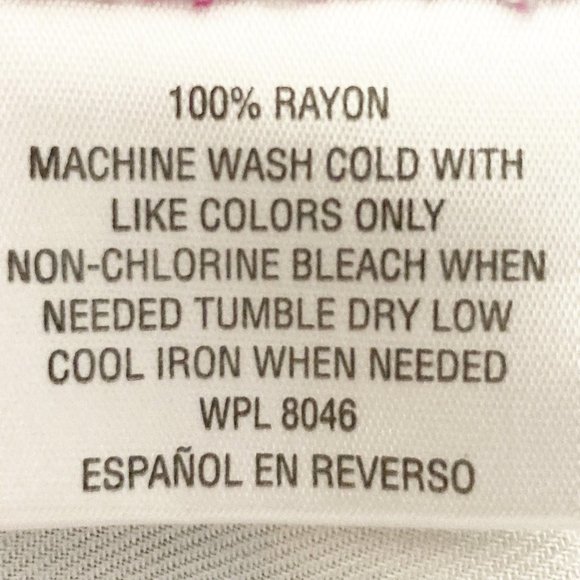 100% RAYON
MACHINE WASH COLD WITH
LIKE COLORS ONLY
NON-CHLORINE BLEACH WHEN
NEEDED TUMBLE DRY LOW
COOL IRON WHEN NEEDED
WPL 8046
ESPAÑOL EN REVERSO